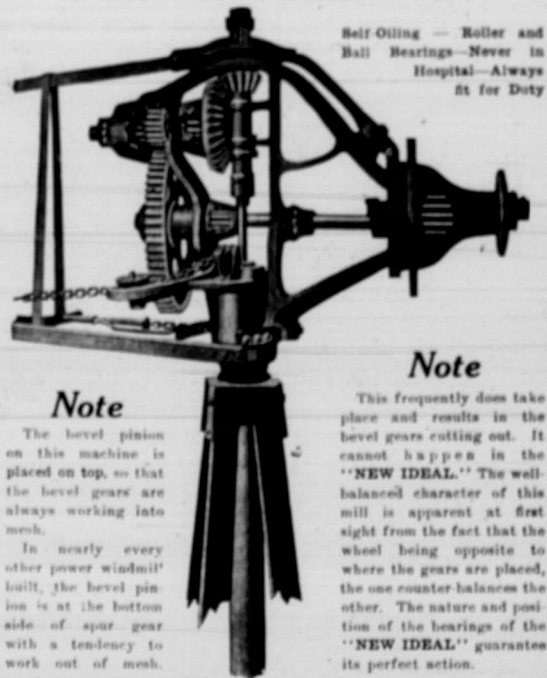 Self Oiling — Roller and
Ball Bearings—Never in
Hospital—Always
fit for Duty
Note
The bevel pinion
on this machine is
placed on top, so that
the bevel gears are
always working into
mesh.
In nearly every
other power windmil'
built, the bevel pin-
ion is at the bottom
side of spur gear
with a tendency to
work out of mesh.
Note
This frequently does take
place and results in the
bevel gears cutting out. It
cannot happen in the
"NEW IDEAL." The well-
balanced character of this
mill is apparent at first
sight from the fact that the
wheel being opposite to
where the gears are placed,
the one counter-balances the
other. The nature and posi-
tion of the bearings of the
"NEW IDEAL" guarantee
its perfect action.